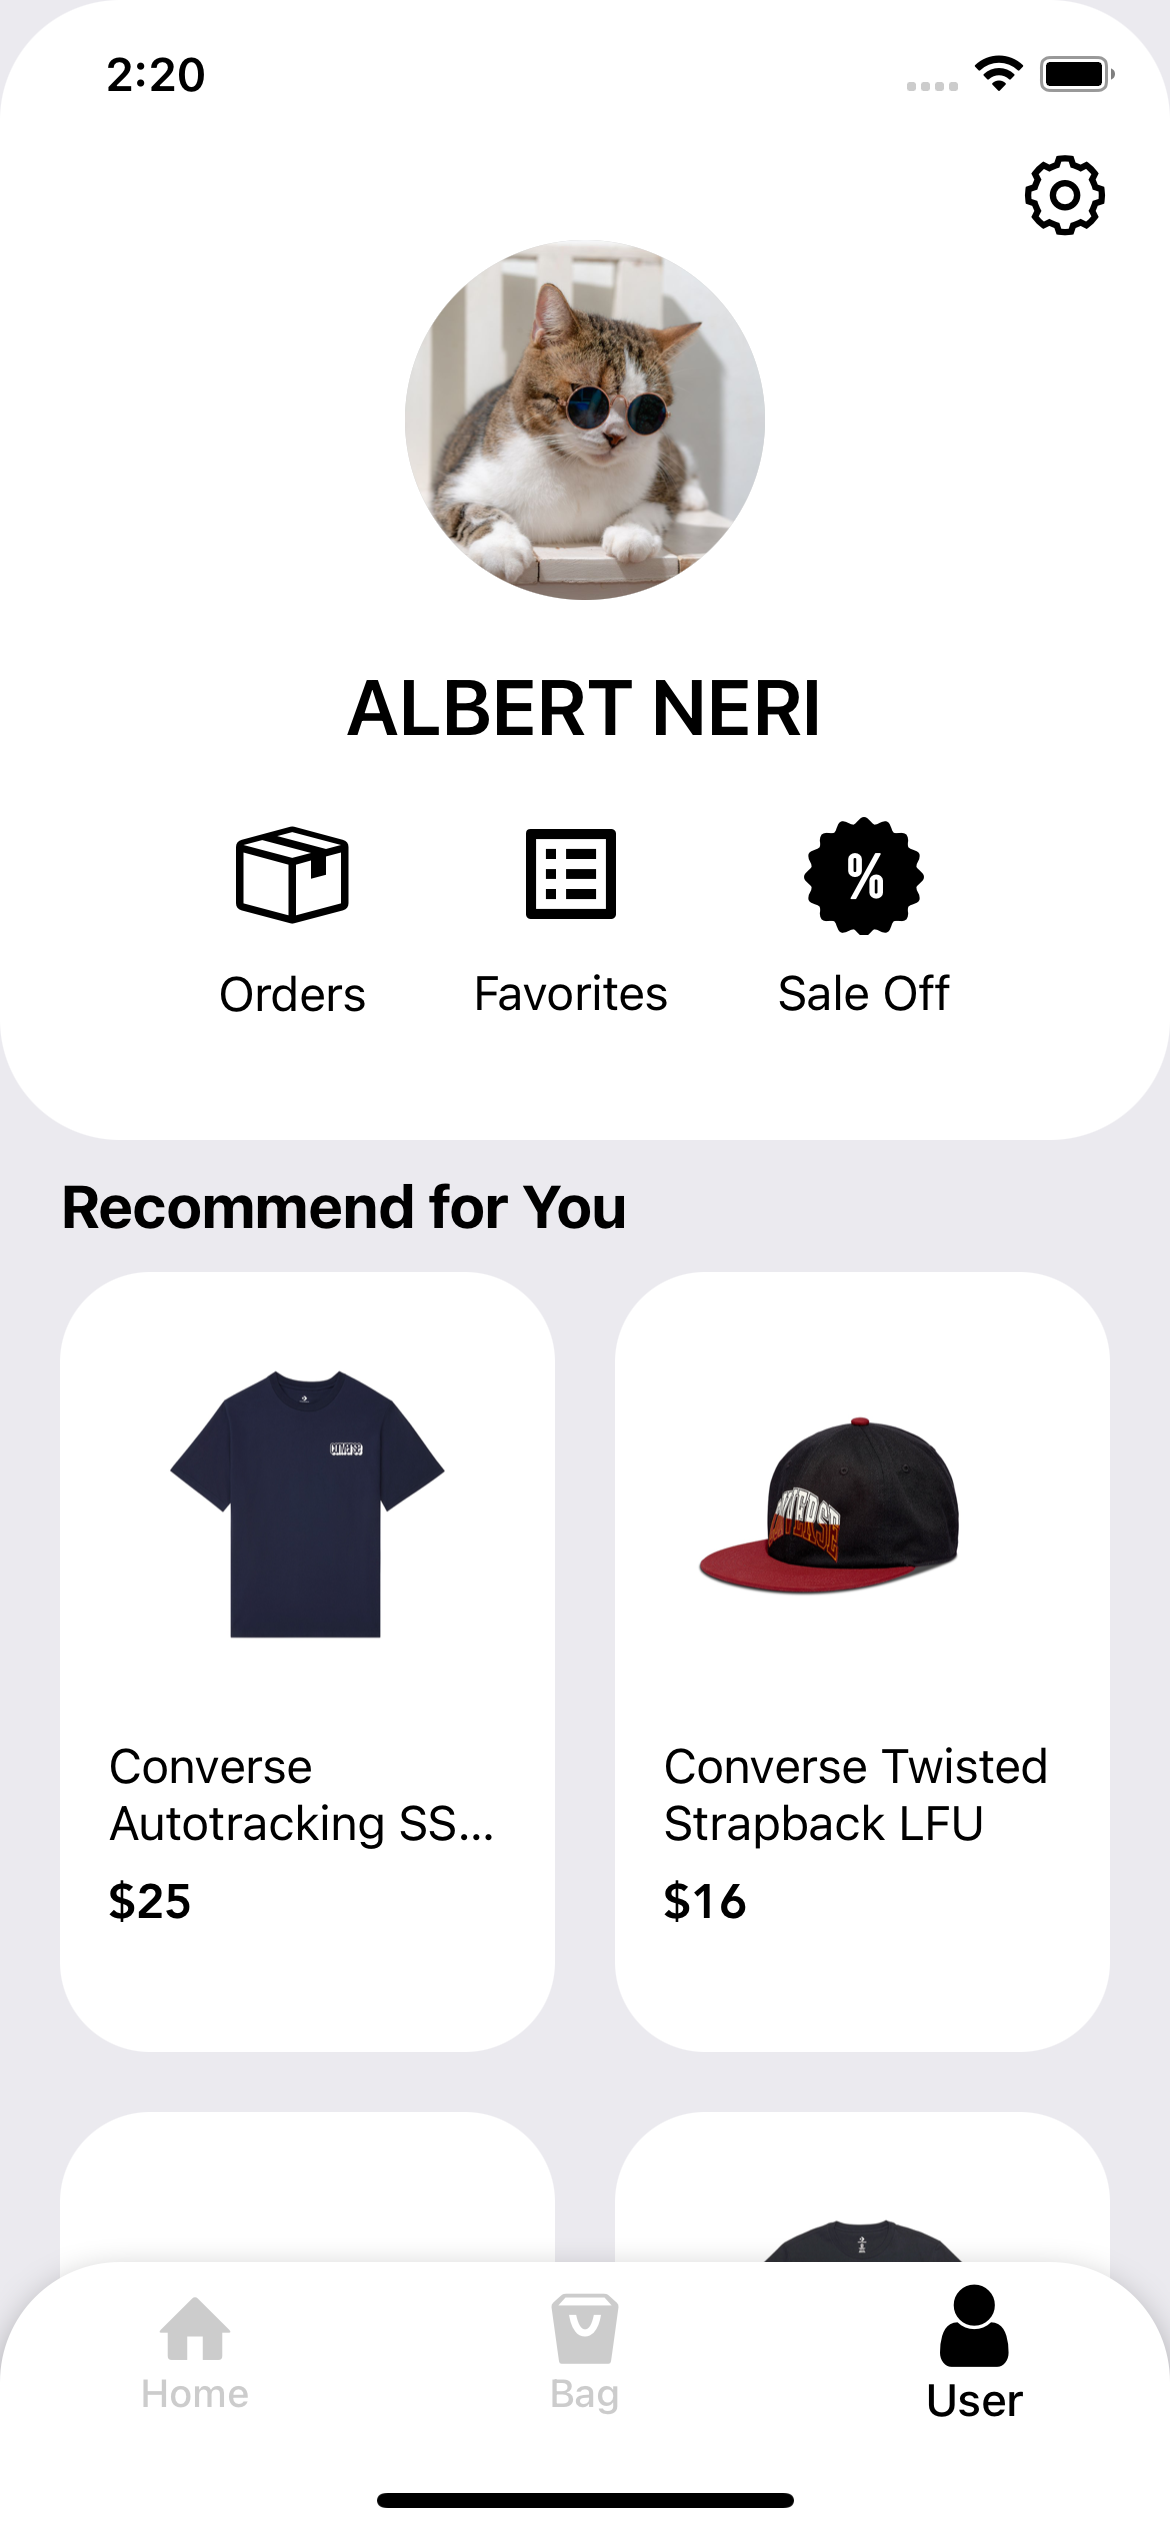 2:20
ALBERT NERI
%
Orders
Favorites
Sale Off
Recommend for You
CONVERSE
Converse
Autotracking SS...
$25
Converse Twisted
Strapback LFU
$16
Home
Bag
User